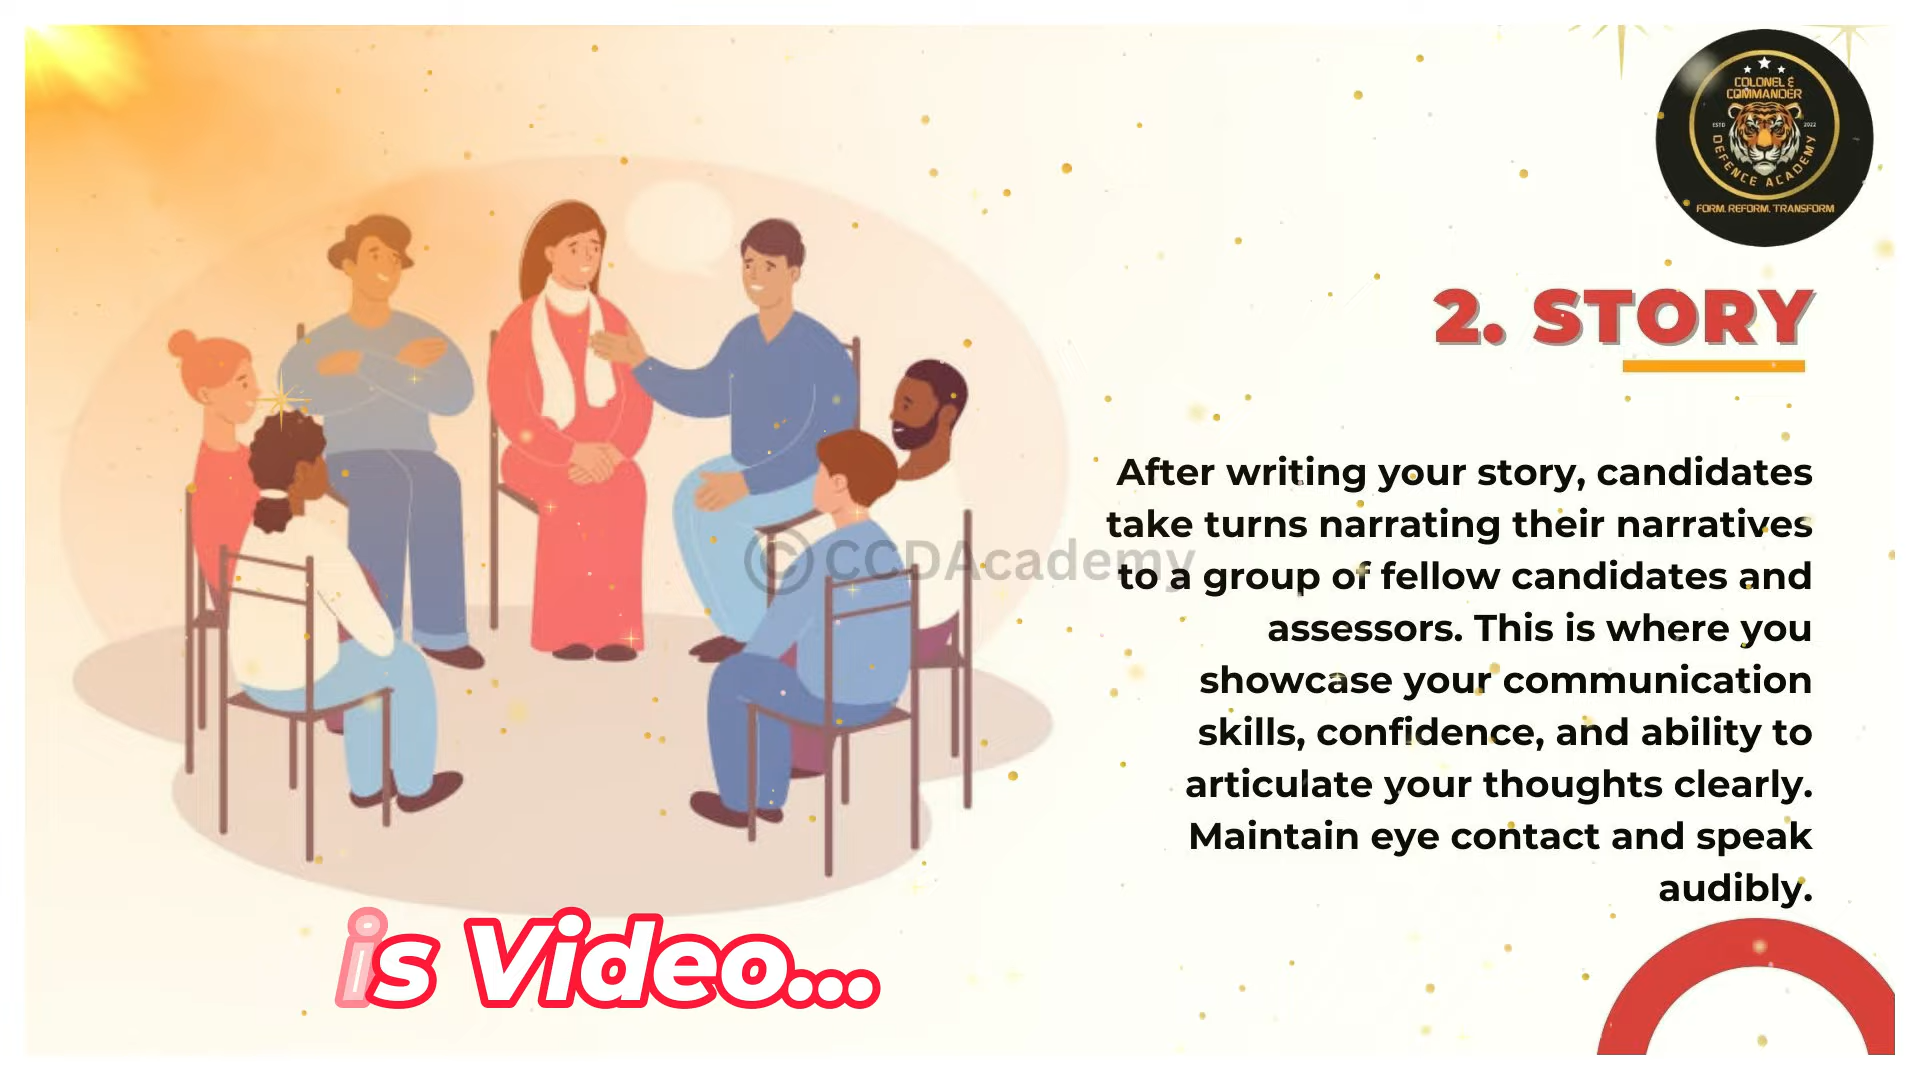 COLONEL &
COMMANDER
ESTD
2022
DEFENCE ACADEMY
FORM. REFORM. TRANSFORM
2. STORY
After writing your story, candidates
take turns narrating their narratives
to a group of fellow candidates and
assessors. This is where you
showcase your communication
skills, confidence, and ability to
articulate your thoughts clearly.
Maintain eye contact and speak
audibly.
© CCDAcademy
is Video...